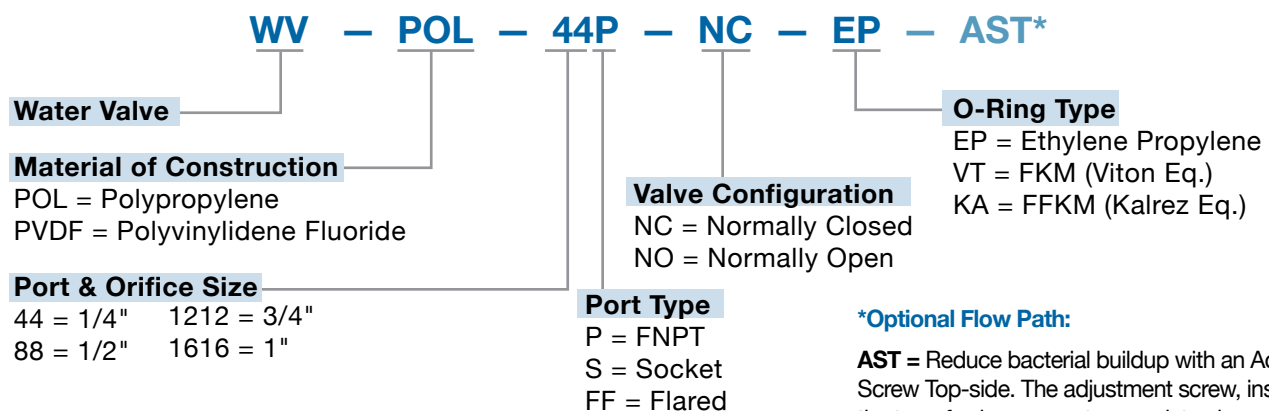 WV — POL — 44P — NC — EP — AST*
Water Valve
Material of Construction
POL = Polypropylene
PVDF = Polyvinylidene Fluoride
Port & Orifice Size
44 = 1/4" 1212 = 3/4"
88 = 1/2" 1616 = 1"
Port Type
P = FNPT
S = Socket
FF = Flared
Valve Configuration
NC = Normally Closed
NO = Normally Open
O-Ring Type
EP = Ethylene Propylene
VT = FKM (Viton Eq.)
KA = FFKM (Kalrez Eq.)
*Optional Flow Path:
AST = Reduce bacterial buildup with an
Screw Top-side. The adjustment screw,